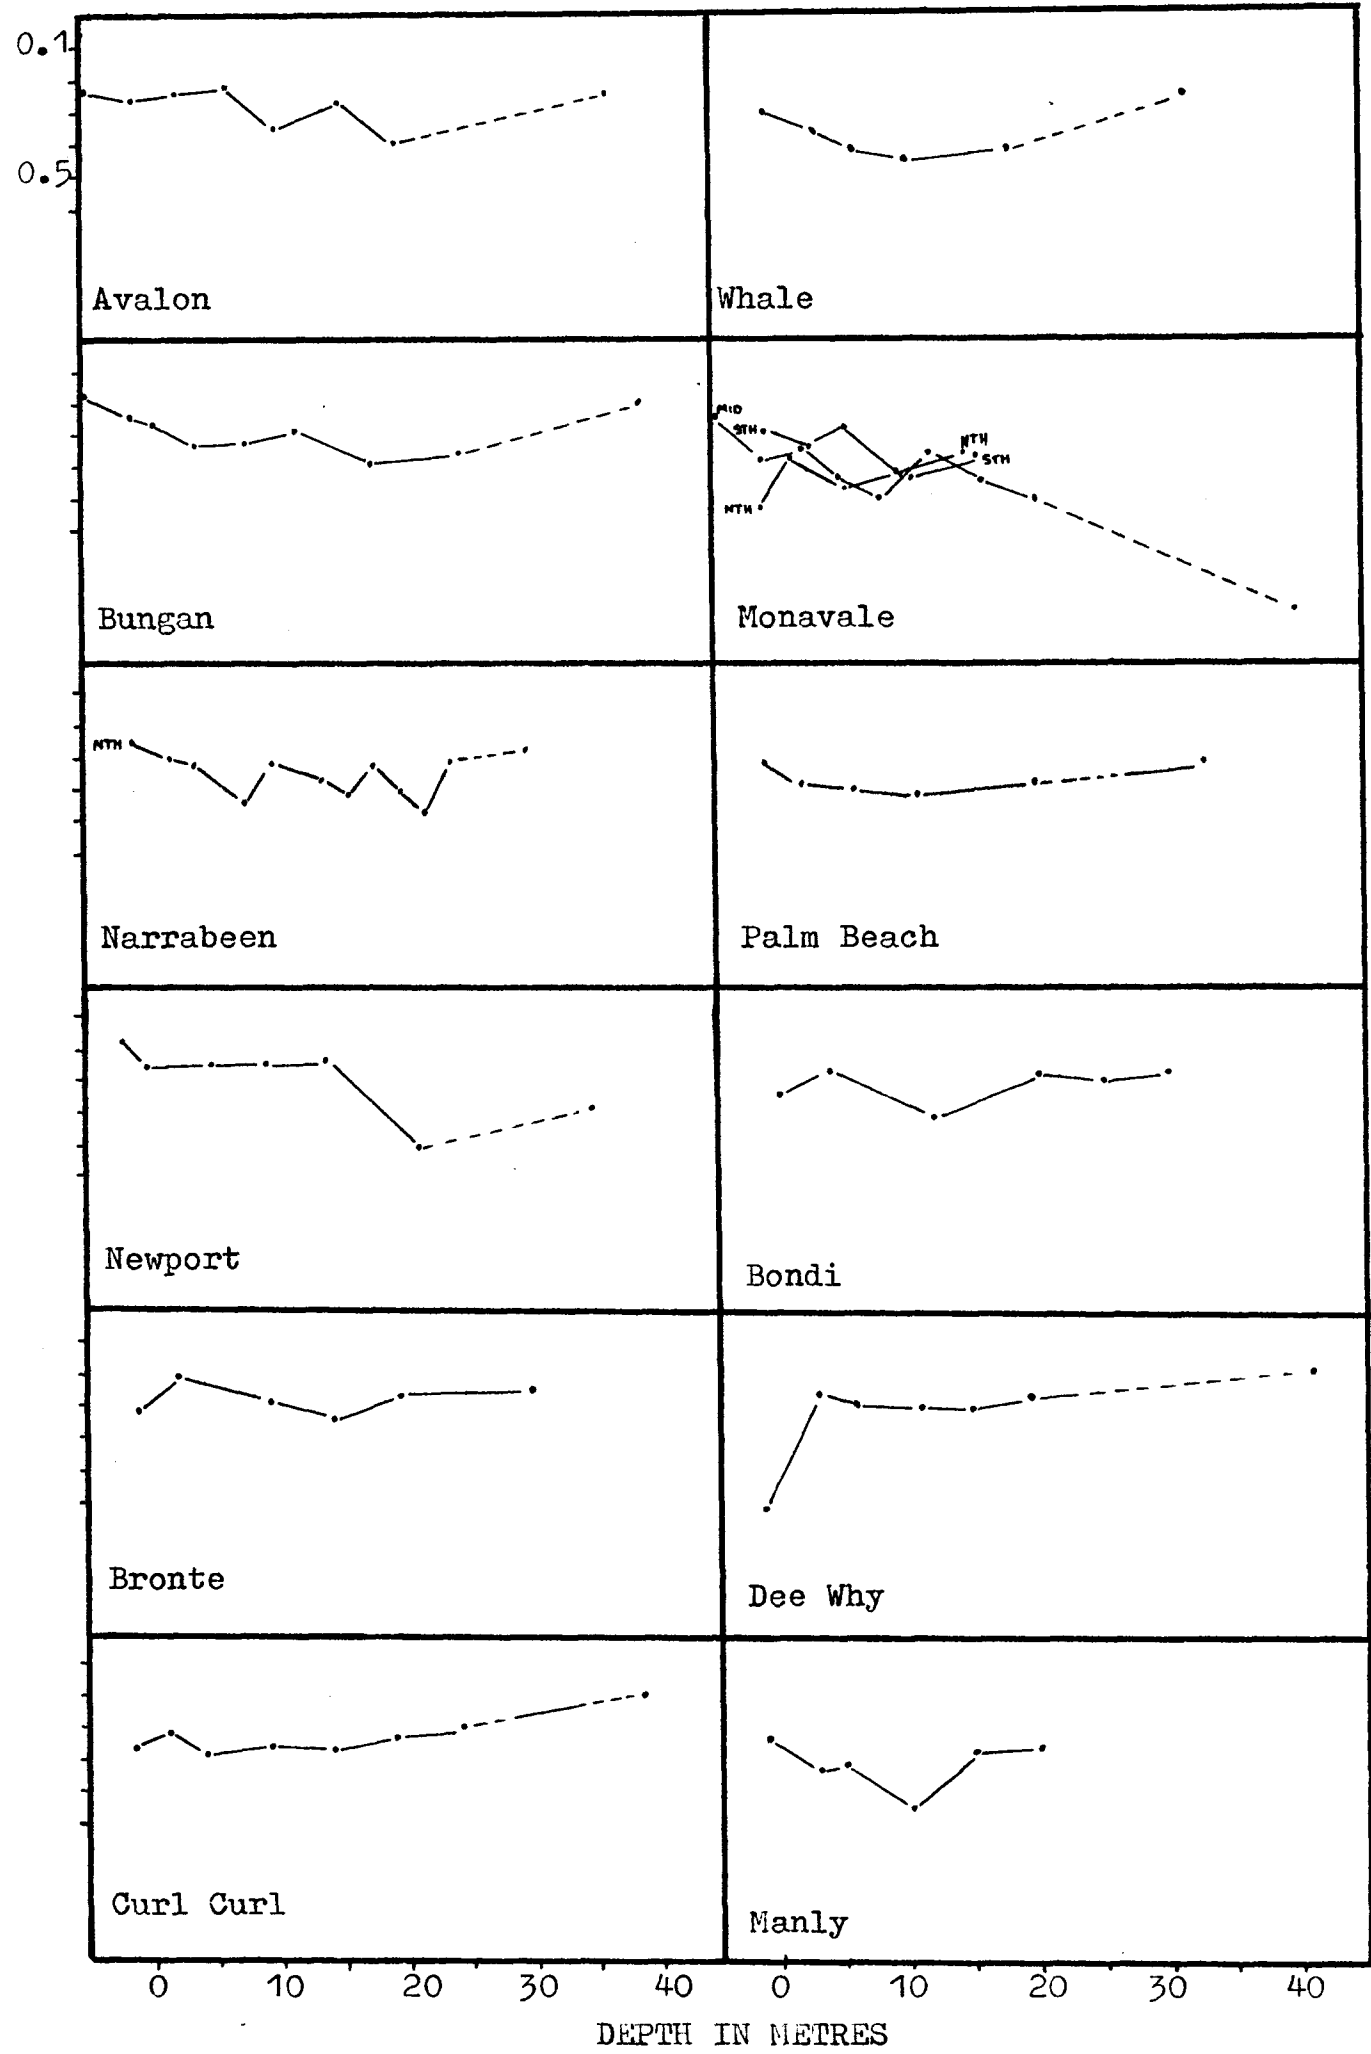 0.1
0.5
Avalon
Whale
MID
STH
NTH
STH
NTH
Bungan
Monavale
NTH
Narrabeen
Palm Beach
Newport
Bondi
Bronte
Dee Why
Curl Curl
Manly
0 10 20 30 40 0 10 20 30 40
DEPTH IN METRES